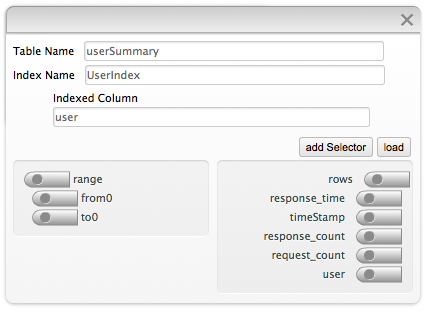 Table Name userSummary
Index Name UserIndex
Indexed Column
user
add Selector load
range
from0
to0
rows
response_time
timeStamp
response_count
request_count
user